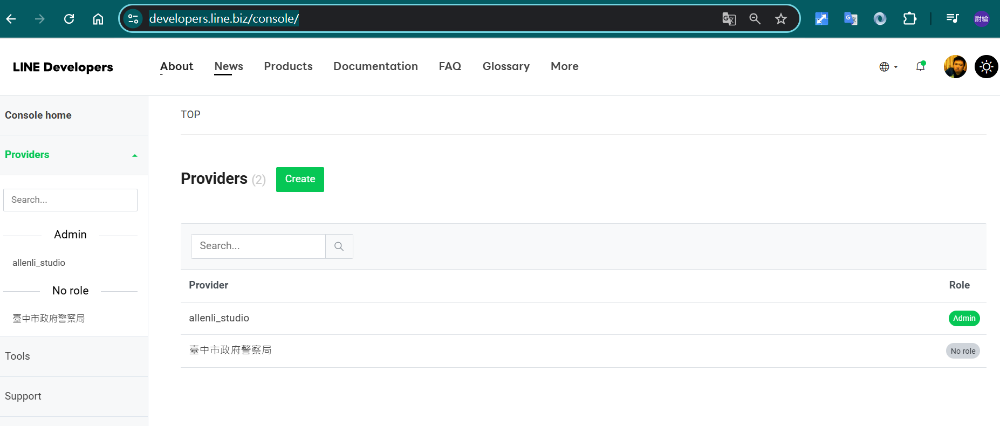 developers.line.biz/console/
尉綸
LINE Developers
About
News
Products
Documentation
FAQ
Glossary
More
Console home
Providers
Search...
Admin
allenli_studio
No role
臺中市政府警察局
Tools
Support
TOP
Providers (2)
Create
Search...
Provider
Role
allenli_studio
Admin
臺中市政府警察局
No role